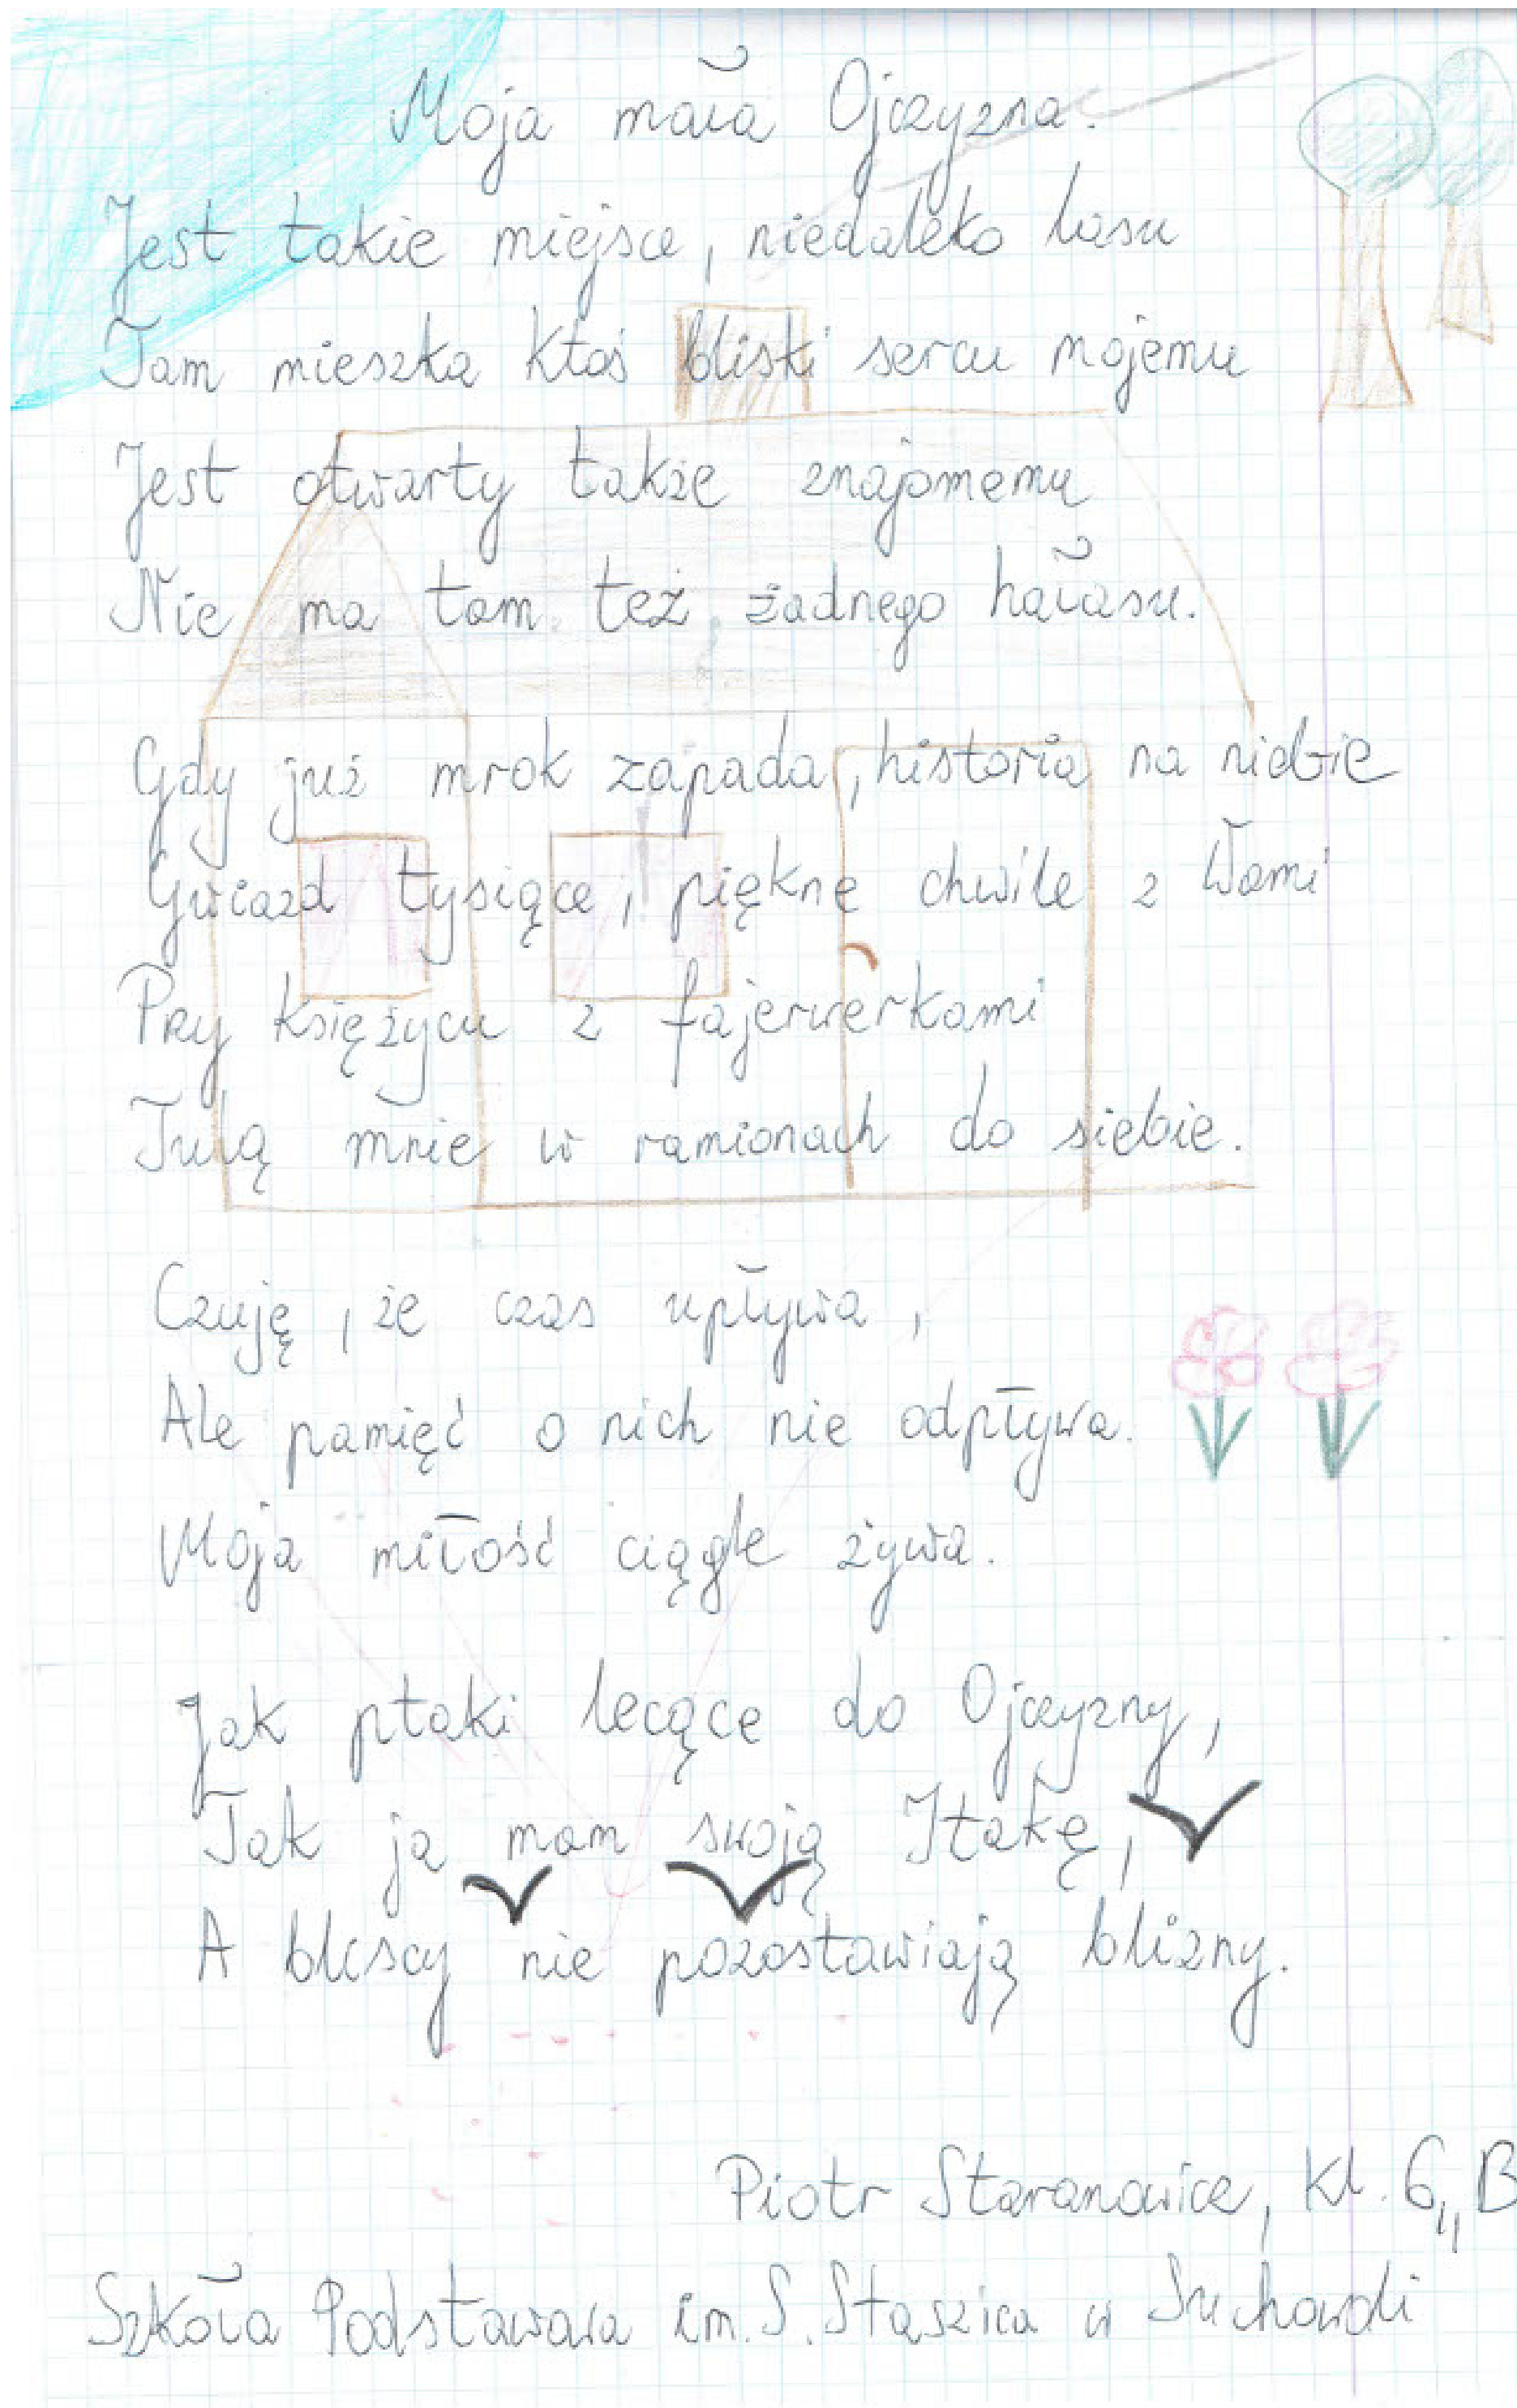 Moja mała Ojczyzna.
Jest takie miejsce, niedaleko lasu
Tam mieszka ktoś bliski sercu mojemu
Jest otwarty także znajomemu
Nie ma tam też żadnego hałasu.
Gdy już mrok zapada, historia na niebie
Gwiazd tysiące, piękne chwile z Wami
Przy księżycu z fajerwerkami
Tulą mnie w ramionach do siebie.
Czuję, że czas upływa,
Ale pamięć o nich nie odpływa.
Moja miłość ciągle żywa.
Jak ptaki lecące do Ojczyzny,
Tak ja mam swoją Itakę,
A bliscy nie pozostawiają blizny.
Piotr Staranowicz, kl. 6„B
Szkoła Podstawowa im. S. Staszica w Suchowoli